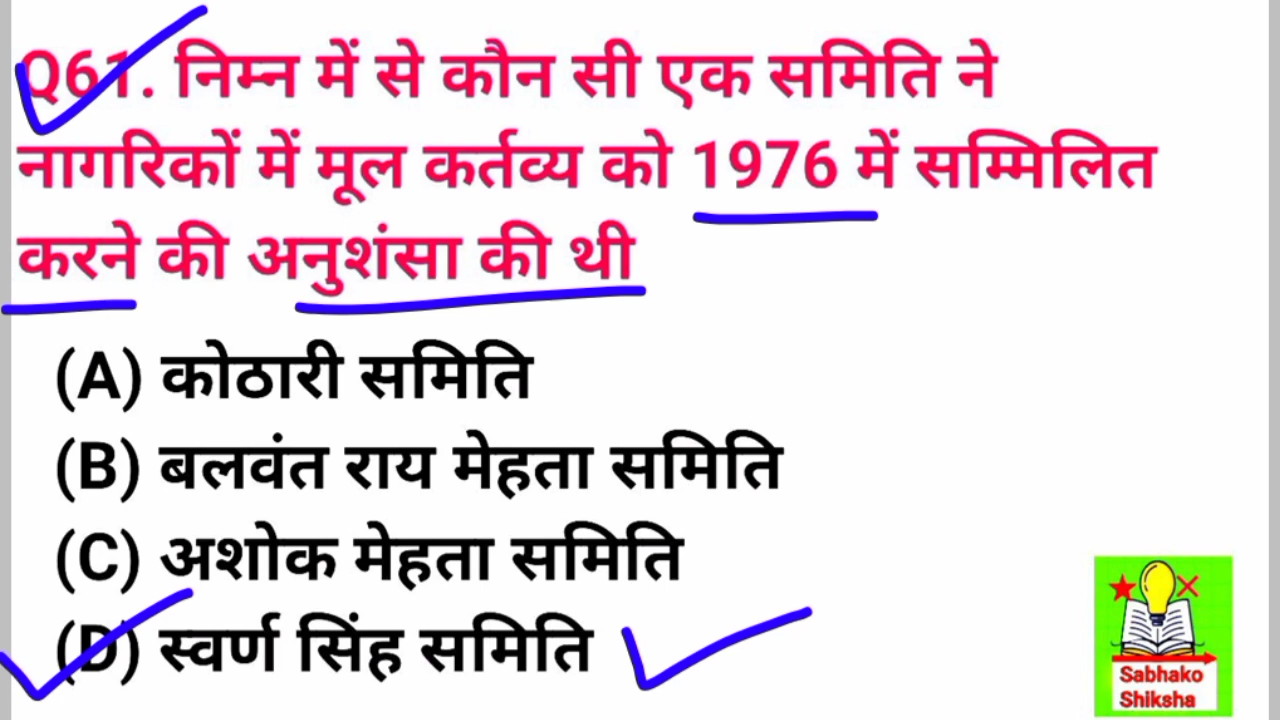 Q61. निम्न में से कौन सी एक समिति ने
नागरिकों में मूल कर्तव्य को 1976 में सम्मिलित
करने की अनुशंसा की थी
(A) कोठारी समिति
(B) बलवंत राय मेहता समिति
(C) अशोक मेहता समिति
(D) स्वर्ण सिंह समिति
Sabhako
Shiksha